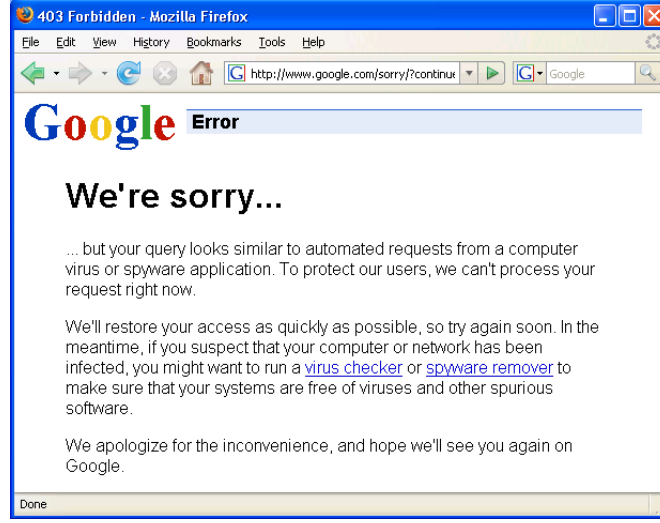 403 Forbidden - Mozilla Firefox
File Edit View History Bookmarks Tools Help
G http://www.google.com/sorry/?continue G Google
Google Error
We're sorry...
... but your query looks similar to automated requests from a computer
virus or spyware application. To protect our users, we can't process your
request right now.
We'll restore your access as quickly as possible, so try again soon. In the
meantime, if you suspect that your computer or network has been
infected, you might want to run a virus checker or spyware remover to
make sure that your systems are free of viruses and other spurious
software.
We apologize for the inconvenience, and hope we'll see you again on
Google.
Done